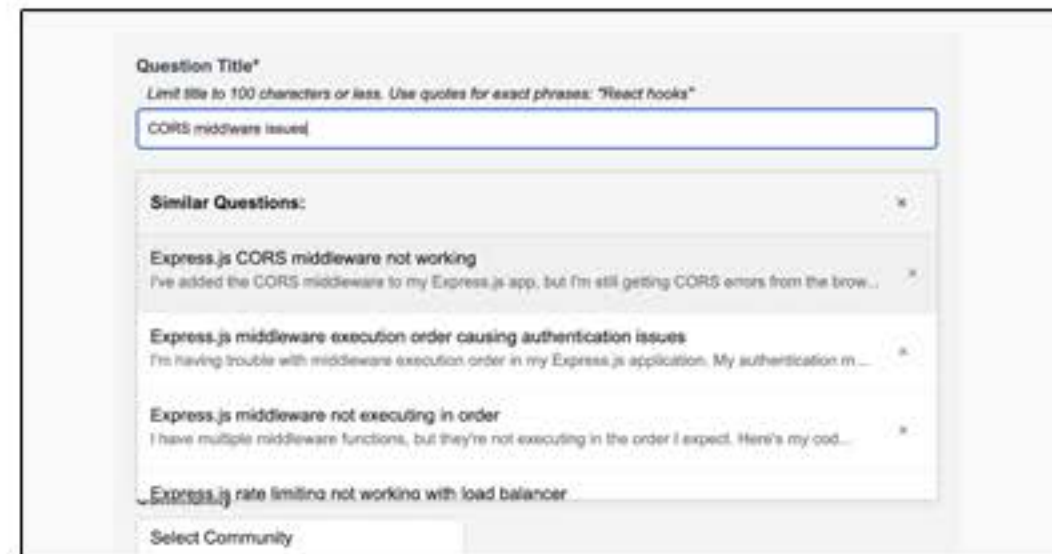 Question Title*
Limit title to 100 characters or less. Use quotes for exact phrases: "React hooks"
CORS middlware issues
Similar Questions:
×
Express.js CORS middleware not working
I've added the CORS middleware to my Express.js app, but I'm still getting CORS errors from the brow...
×
Express.js middleware execution order causing authentication issues
I'm having trouble with middleware execution order in my Express.js application. My authentication m...
×
Express.js middleware not executing in order
I have multiple middleware functions, but they're not executing in the order I expect. Here's my cod...
×
Express.js rate limiting not working with load balancer
Select Community